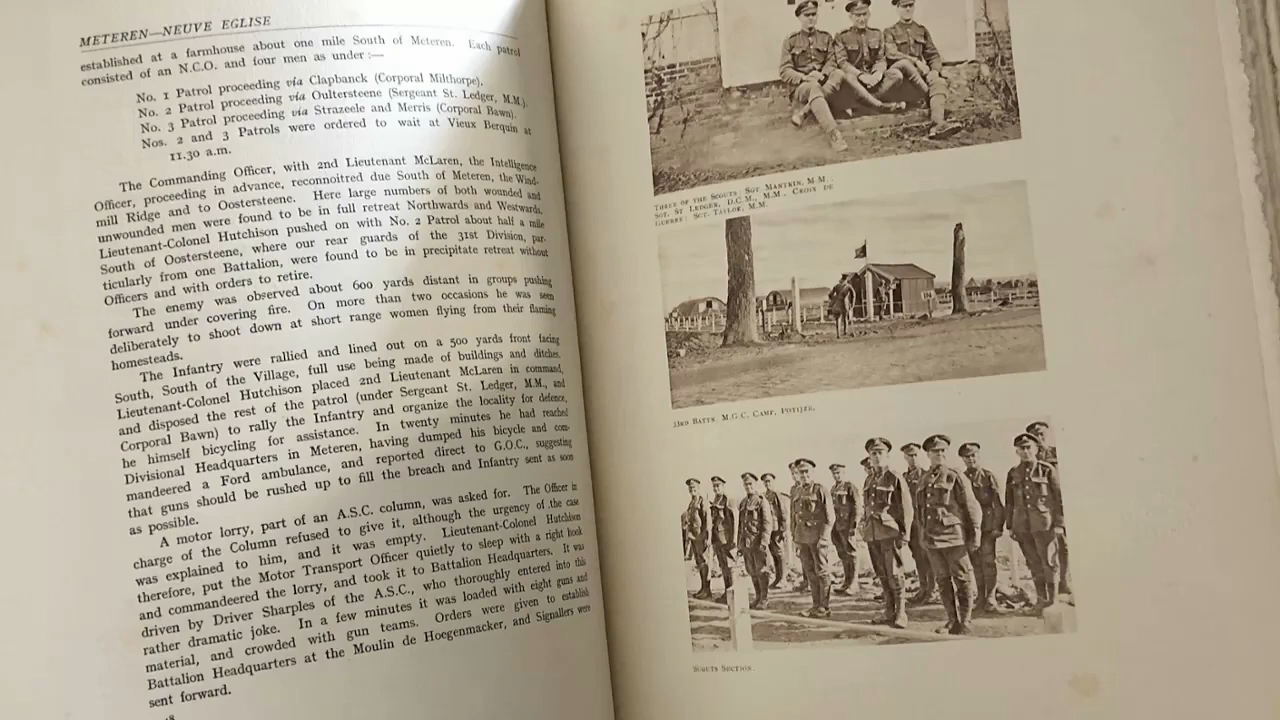 METEREN—NEUVE EGLISE
established at a farmhouse about one mile South of Meteren. Each patrol
consisted of an N.C.O. and four men as under :—
No. 1 Patrol proceeding via Clapbanck (Corporal Milthorpe).
No. 2 Patrol proceeding via Oultersteene (Sergeant St. Ledger, M.M.).
No. 3 Patrol proceeding via Strazeele and Merris (Corporal Bawn).
Nos. 2 and 3 Patrols were ordered to wait at Vieux Berquin at
11.30 a.m.
The Commanding Officer, with 2nd Lieutenant McLaren, the Intelligence
Officer, proceeding in advance, reconnoitred due South of Meteren, the Wind-
mill Ridge and to Oostersteene. Here large numbers of both wounded and
unwounded men were found to be in full retreat Northwards and Westwards.
Lieutenant-Colonel Hutchison pushed on with No. 2 Patrol about half a mile
South of Oostersteene, where our rear guards of the 31st Division, par-
ticularly from one Battalion, were found to be in precipitate retreat without
Officers and with orders to retire.
The enemy was observed about 600 yards distant in groups pushing
forward under covering fire. On more than two occasions he was seen
deliberately to shoot down at short range women flying from their flaming
homesteads.
The Infantry were rallied and lined out on a 500 yards front facing
South, South of the Village, full use being made of buildings and ditches.
Lieutenant-Colonel Hutchison placed 2nd Lieutenant McLaren in command,
and disposed the rest of the patrol (under Sergeant St. Ledger, M.M., and
Corporal Bawn) to rally the Infantry and organize the locality for defence,
he himself bicycling for assistance. In twenty minutes he had reached
Divisional Headquarters in Meteren, having dumped his bicycle and com-
mandeered a Ford ambulance, and reported direct to G.O.C., suggesting
that guns should be rushed up to fill the breach and Infantry sent as soon
as possible.
A motor lorry, part of an A.S.C. column, was asked for. The Officer in
charge of the Column refused to give it, although the urgency of the case
was explained to him, and it was empty. Lieutenant-Colonel Hutchison
therefore, put the Motor Transport Officer quietly to sleep with a right hook
and commandeered the lorry, and took it to Battalion Headquarters. It was
driven by Driver Sharples of the A.S.C., who thoroughly entered into this
rather dramatic joke. In a few minutes it was loaded with eight guns and
material, and crowded with gun teams. Orders were given to establish
Battalion Headquarters at the Moulin de Hoegenmacker, and Signallers were
sent forward.
Three of the Scouts: Sgt. Mantkin, M.M.;
Sgt. St Ledger, D.C.M., M.M., Croix de
Guerre; Sgt. Taylor, M.M.
33rd Battn. M.G.C. Camp, Potijze.
Scouts Section.